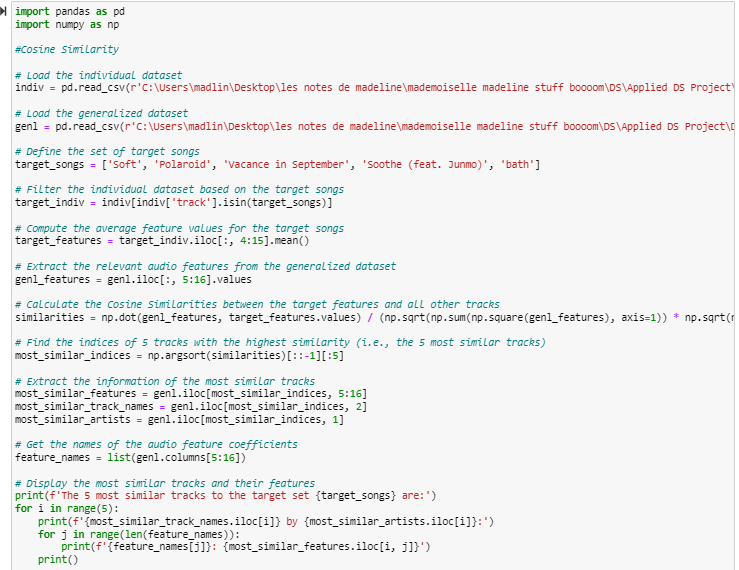 import pandas as pd
import numpy as np
#Cosine Similarity
# Load the individual dataset
indiv = pd.read_csv(r'C:\Users\madlin\Desktop\les notes de madeline\mademoiselle madeline stuff boooom\DS\Applied DS Project\
# Load the generalized dataset
genl = pd.read_csv(r'C:\Users\madlin\Desktop\les notes de madeline\mademoiselle madeline stuff boooom\DS\Applied DS Project\D
# Define the set of target songs
target_songs = ['Soft', 'Polaroid', 'Vacance in September', 'Soothe (feat. Junmo)', 'bath']
# Filter the individual dataset based on the target songs
target_indiv = indiv[indiv['track'].isin(target_songs)]
# Compute the average feature values for the target songs
target_features = target_indiv.iloc[:, 4:15].mean()
# Extract the relevant audio features from the generalized dataset
genl_features = genl.iloc[:, 5:16].values
# Calculate the Cosine Similarities between the target features and all other tracks
similarities = np.dot(genl_features, target_features.values) / (np.sqrt(np.sum(np.square(genl_features), axis=1)) * np.sqrt(n
# Find the indices of 5 tracks with the highest similarity (i.e., the 5 most similar tracks)
most_similar_indices = np.argsort(similarities)[::-1][:5]
# Extract the information of the most similar tracks
most_similar_features = genl.iloc[most_similar_indices, 5:16]
most_similar_track_names = genl.iloc[most_similar_indices, 2]
most_similar_artists = genl.iloc[most_similar_indices, 1]
# Get the names of the audio feature coefficients
feature_names = list(genl.columns[5:16])
# Display the most similar tracks and their features
print(f'The 5 most similar tracks to the target set {target_songs} are:')
for i in range(5):
    print(f'{most_similar_track_names.iloc[i]} by {most_similar_artists.iloc[i]}:')
    for j in range(len(feature_names)):
        print(f'{feature_names[j]}: {most_similar_features.iloc[i, j]}')
    print()